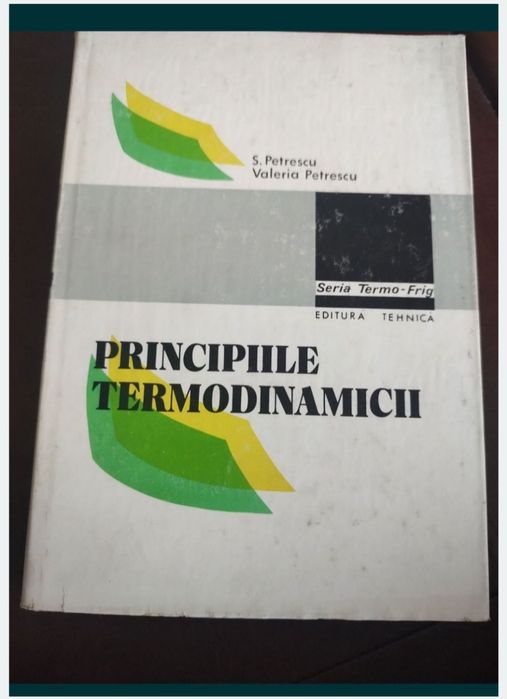 S. Petrescu
Valeria Petrescu
Seria Termo-Frig
EDITURA TEHNICA
PRINCIPIILE
TERMODINAMICII